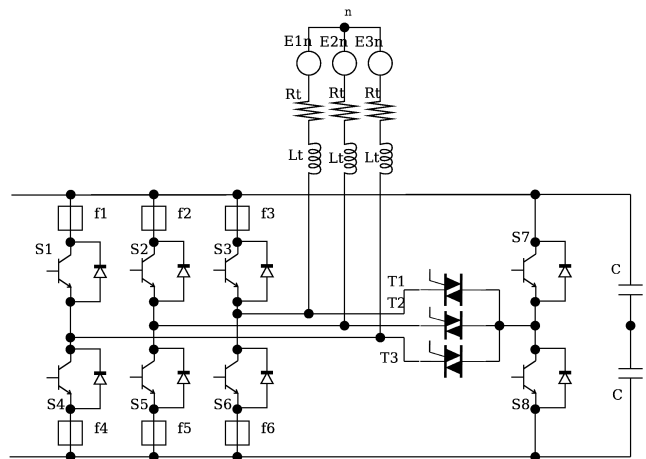 n
E1n E2n E3n
Rt Rt Rt
Lt Lt Lt
f1 f2 f3
S1 S2 S3 S7
T1
T2
C
T3
S4 S5 S6 S8
C
f4 f5 f6